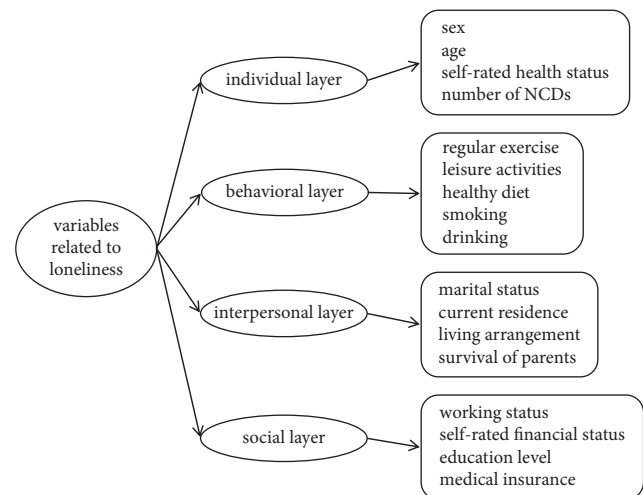 variables
related to
loneliness
individual layer
sex
age
self-rated health status
number of NCDs
behavioral layer
regular exercise
leisure activities
healthy diet
smoking
drinking
interpersonal layer
marital status
current residence
living arrangement
survival of parents
social layer
working status
self-rated financial status
education level
medical insurance